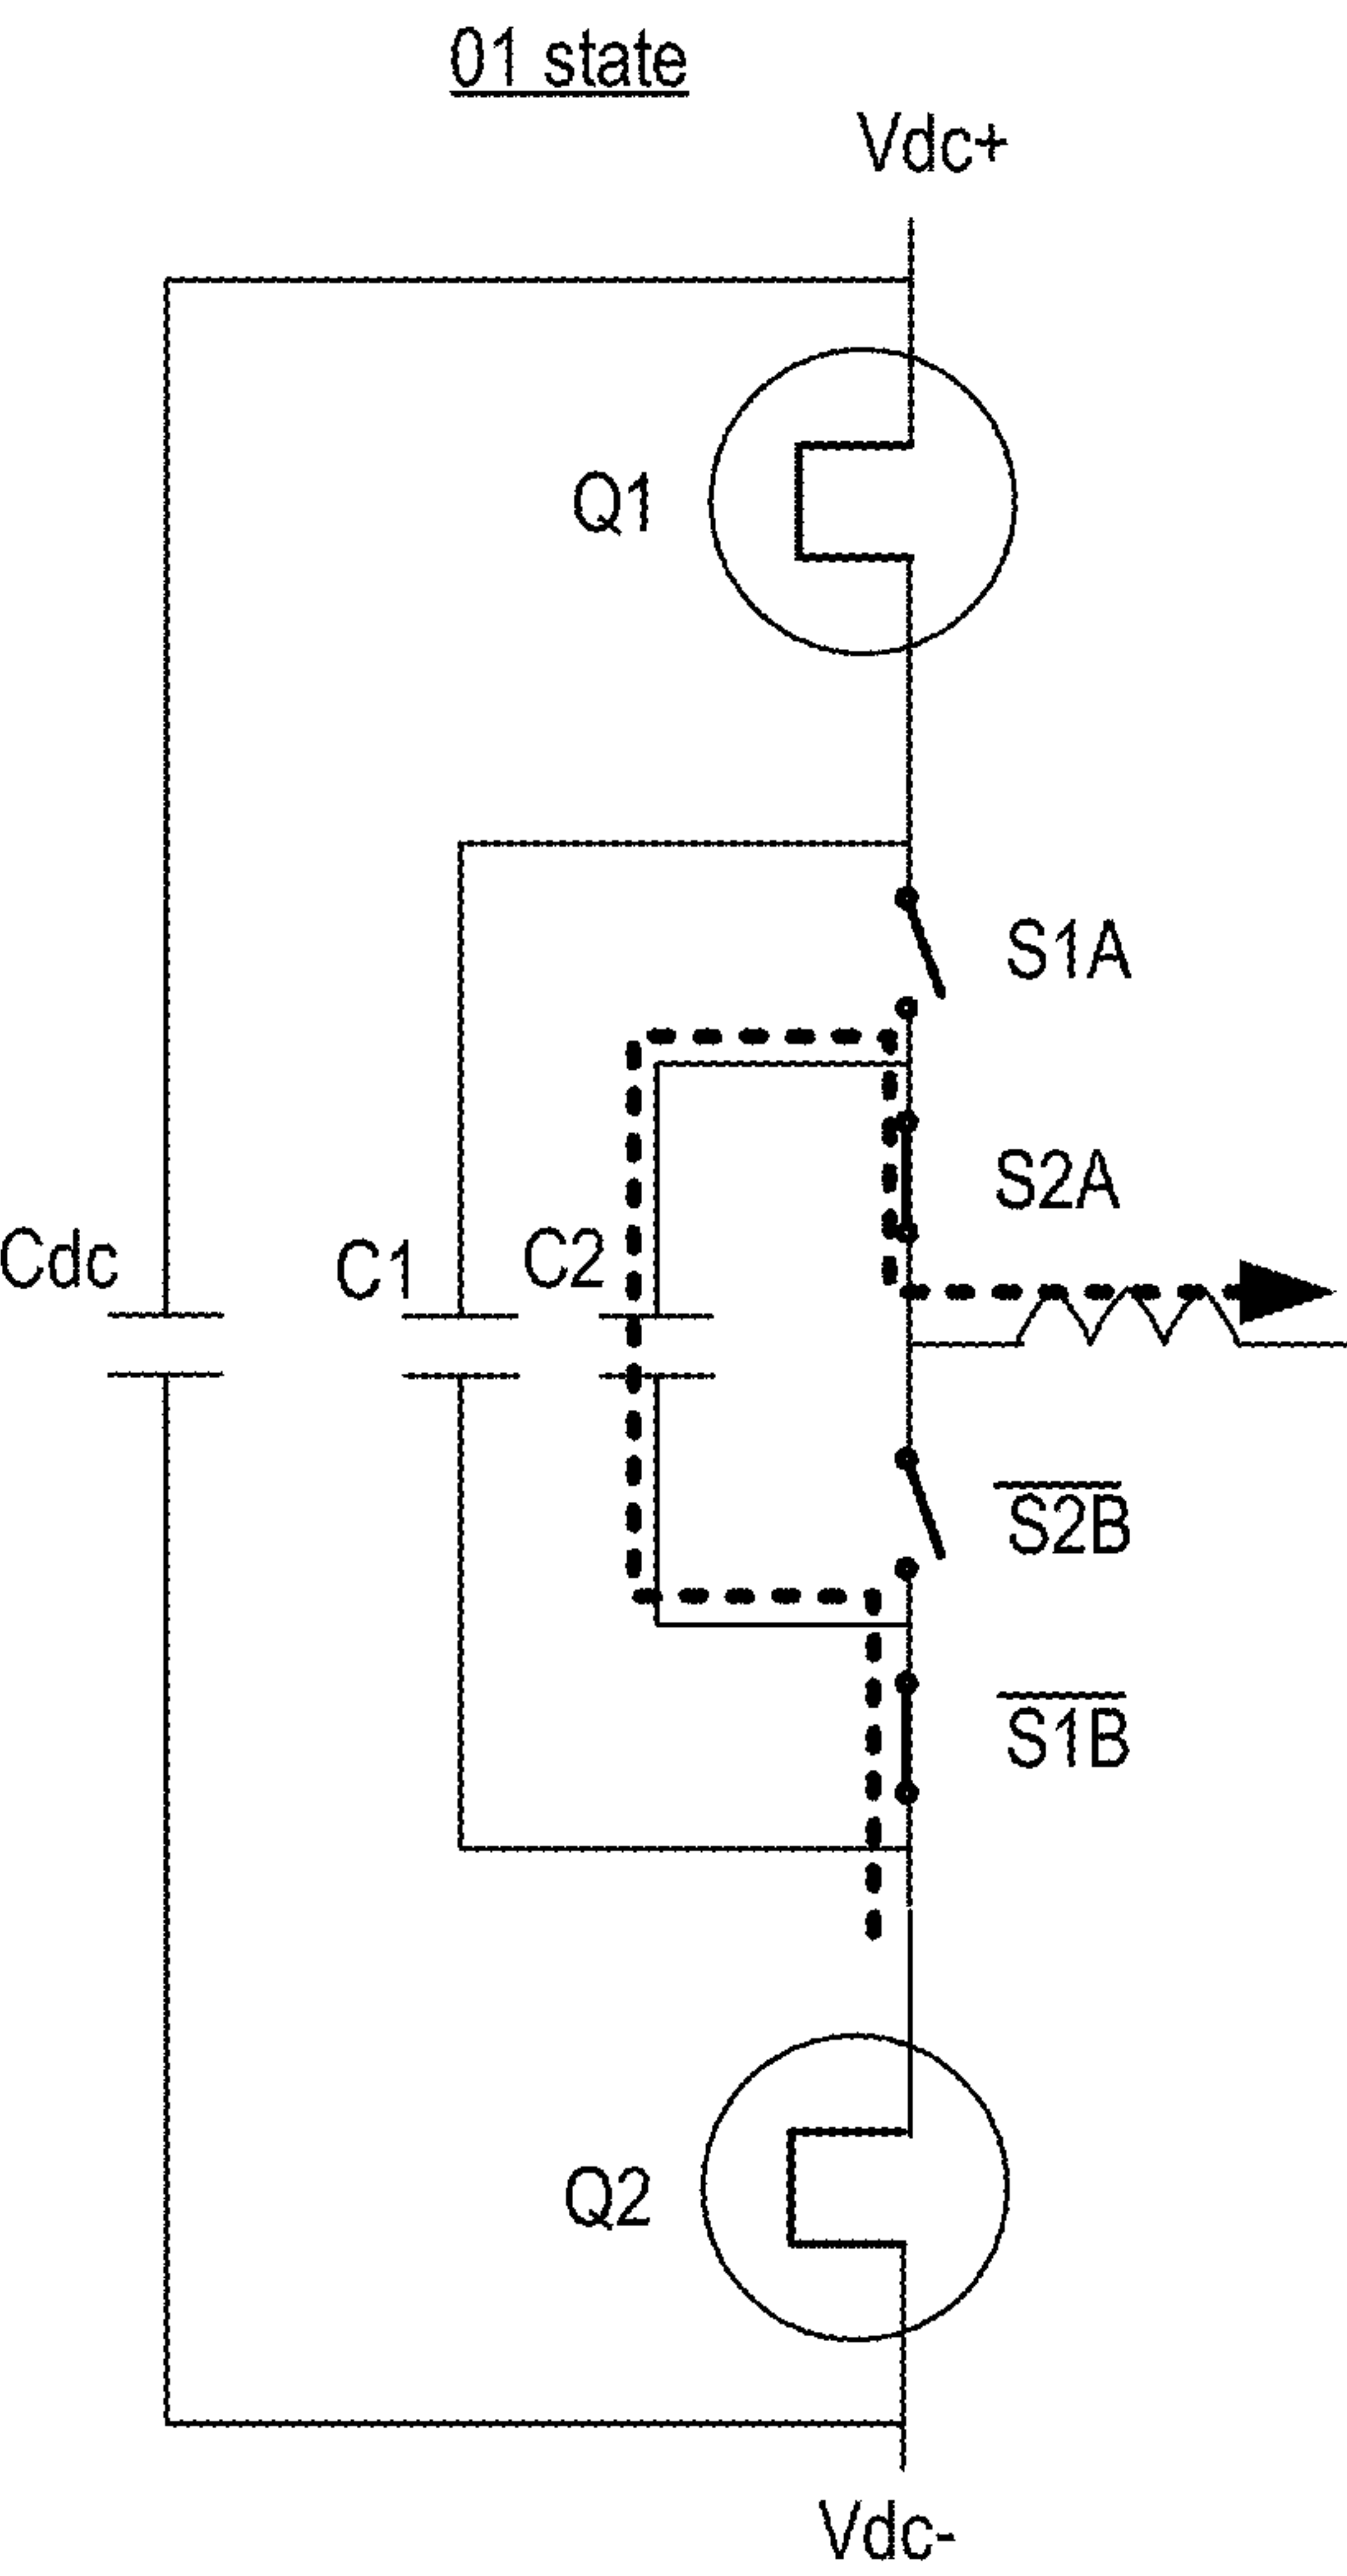 01 state
Vdc+
Q1
S1A
S2A
Cdc
C1
C2
S2B
S1B
Q2
Vdc-